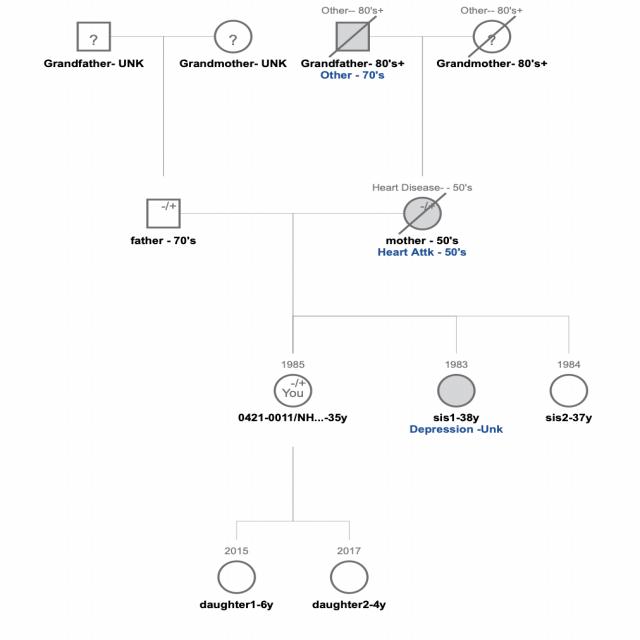 Other-- 80's+
Other-- 80's+
?
?
?
Grandfather- UNK
Grandmother- UNK
Grandfather- 80's+
Grandmother- 80's+
Other - 70's
Heart Disease- - 50's
-/+
-/+
father - 70's
mother - 50's
Heart Attk - 50's
1985
1983
1984
-/+
You
0421-0011/NH...-35y
sis1-38y
sis2-37y
Depression -Unk
2015
2017
daughter1-6y
daughter2-4y